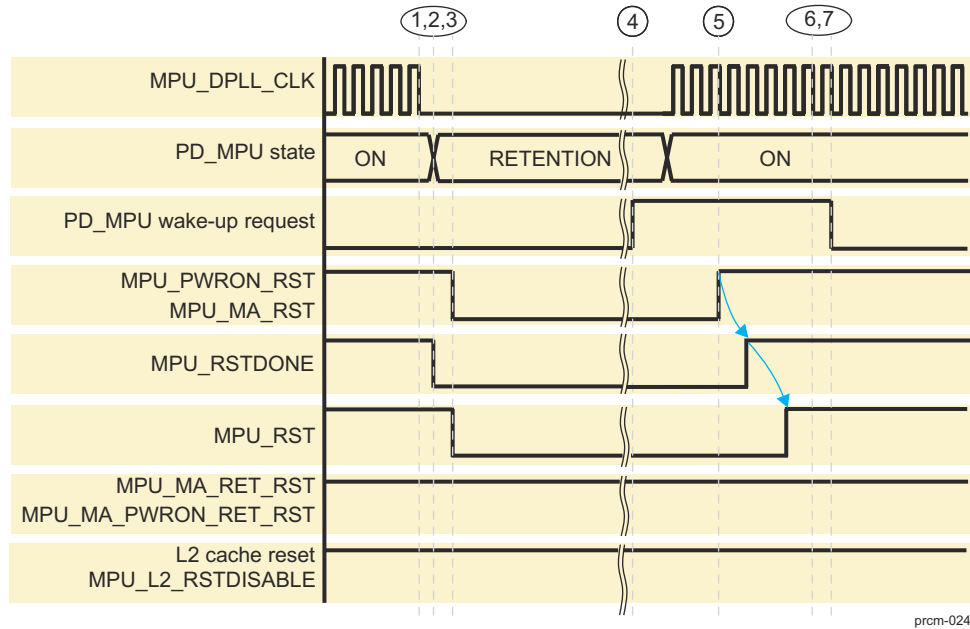 1,2,3
4
5
6,7
MPU_DPLL_CLK
PD_MPU state
ON
RETENTION
ON
PD_MPU wake-up request
MPU_PWRON_RST
MPU_MA_RST
MPU_RSTDONE
MPU_RST
MPU_MA_RET_RST
MPU_MA_PWRON_RET_RST
L2 cache reset
MPU_L2_RSTDISABLE
prcm-024